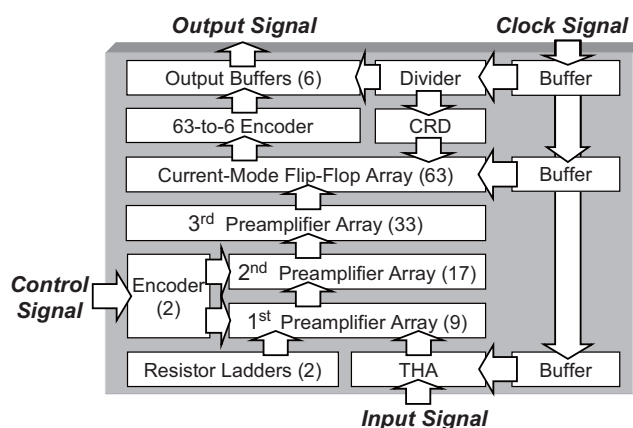 Output Signal
Clock Signal
Output Buffers (6)
Divider
Buffer
63-to-6 Encoder
CRD
Current-Mode Flip-Flop Array (63)
Buffer
3rd Preamplifier Array (33)
Control
Signal
Encoder
(2)
2nd Preamplifier Array (17)
1st Preamplifier Array (9)
Resistor Ladders (2)
THA
Buffer
Input Signal